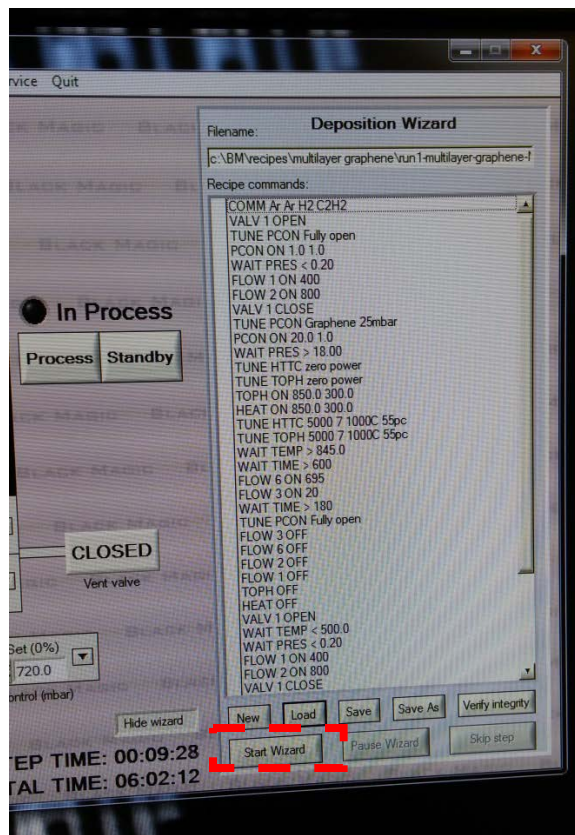 rvice Quit
Deposition Wizard
Filename:
c:\BM\recipes\multilayer graphene\run1-multilayer-graphene-
Recipe commands:
COMM Ar Ar H2 C2H2
VALV 1 OPEN
TUNE PCON Fully open
PCON ON 1.0 1.0
WAIT PRES < 0.20
FLOW 1 ON 400
FLOW 2 ON 800
VALV 1 CLOSE
TUNE PCON Graphene 25mbar
PCON ON 20.0 1.0
WAIT PRES > 18.00
TUNE HTTC zero power
TUNE TOPH zero power
TOPH ON 850.0 300.0
HEAT ON 850.0 300.0
TUNE HTTC 5000 7 1000C 55pc
TUNE TOPH 5000 7 1000C 55pc
WAIT TEMP > 845.0
WAIT TIME > 600
FLOW 6 ON 695
FLOW 3 ON 20
WAIT TIME > 180
TUNE PCON Fully open
FLOW 3 OFF
FLOW 6 OFF
FLOW 2 OFF
FLOW 1 OFF
TOPH OFF
HEAT OFF
VALV 1 OPEN
WAIT TEMP < 500.0
WAIT PRES < 0.20
FLOW 1 ON 400
FLOW 2 ON 800
VALV 1 CLOSE
New Load Save Save As Verify integrity
Start Wizard Pause Wizard Skip step
BLACK MAGIC
In Process
Process Standby
CLOSED
Vent valve
Set (0%)
720.0
ontrol (mbar)
Hide wizard
TEP TIME: 00:09:28
TAL TIME: 06:02:12